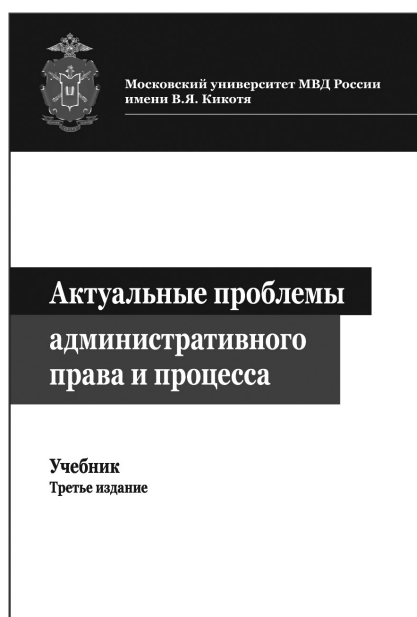 Московский университет МВД России
имени В.Я. Кикотя
Актуальные проблемы
административного
права и процесса
Учебник
Третье издание